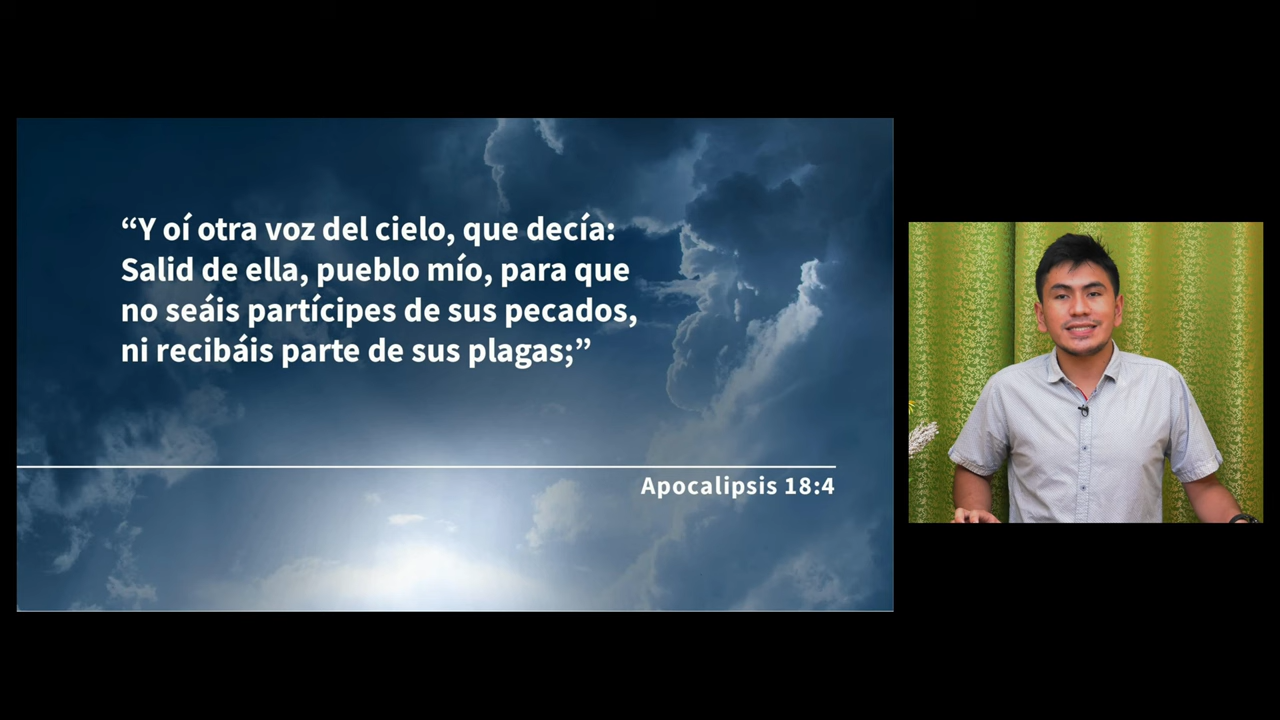 “Y oí otra voz del cielo, que decía:
Salid de ella, pueblo mío, para que
no seáis partícipes de sus pecados,
ni recibáis parte de sus plagas;”
Apocalipsis 18:4